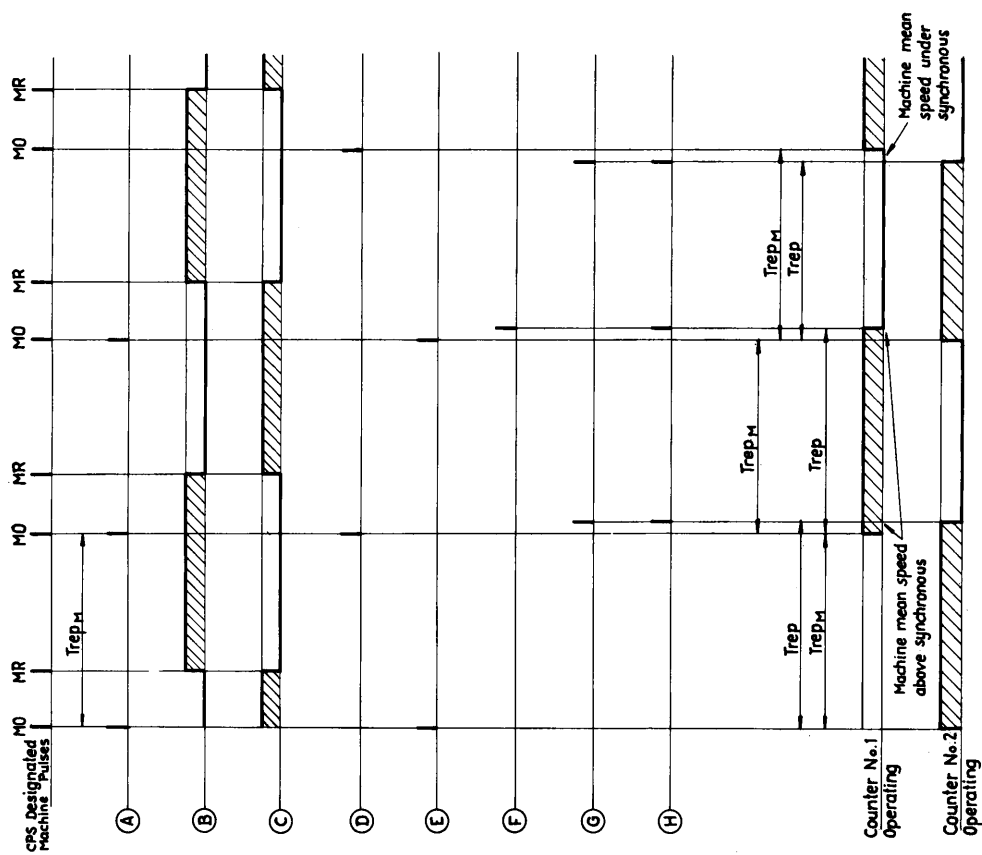 CPS Designated
Machine Pulses
MO MR MO MR MO MR MO MR
Trep M
A
B
C
D
E
F
G
H
Trep M
Trep
Trep M
Trep
Trep
Trep M
Machine mean speed
above synchronous
Machine mean
speed under
synchronous
Counter No.1
Operating
Counter No.2
Operating